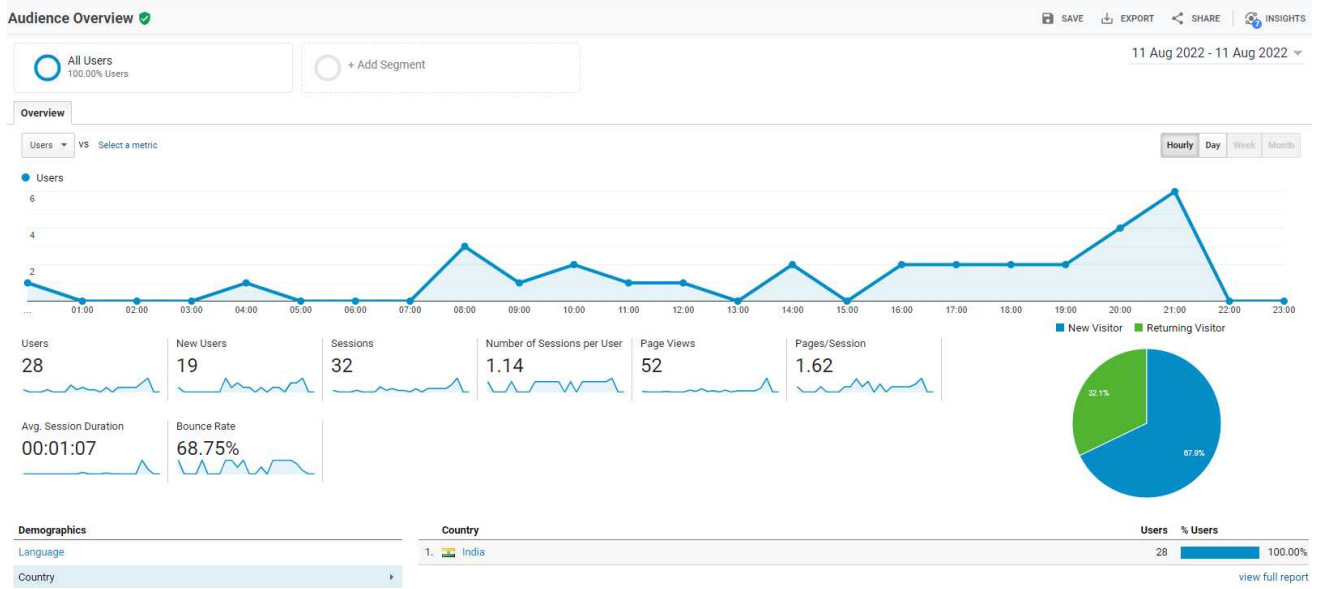 Audience Overview
SAVE EXPORT SHARE 7 INSIGHTS
All Users
100.00% Users
+ Add Segment
11 Aug 2022 - 11 Aug 2022
Overview
Users VS Select a metric
Hourly Day Week Month
Users
6
4
2
... 01:00 02:00 03:00 04:00 05:00 06:00 07:00 08:00 09:00 10:00 11:00 12:00 13:00 14:00 15:00 16:00 17:00 18:00 19:00 20:00 21:00 22:00 23:00
New Visitor Returning Visitor
Users New Users Sessions Number of Sessions per User Page Views Pages/Session
28 19 32 1.14 52 1.62
32.1%
67.9%
Avg. Session Duration Bounce Rate
00:01:07 68.75%
Demographics Country Users % Users
Language 1. India 28 100.00%
Country view full report